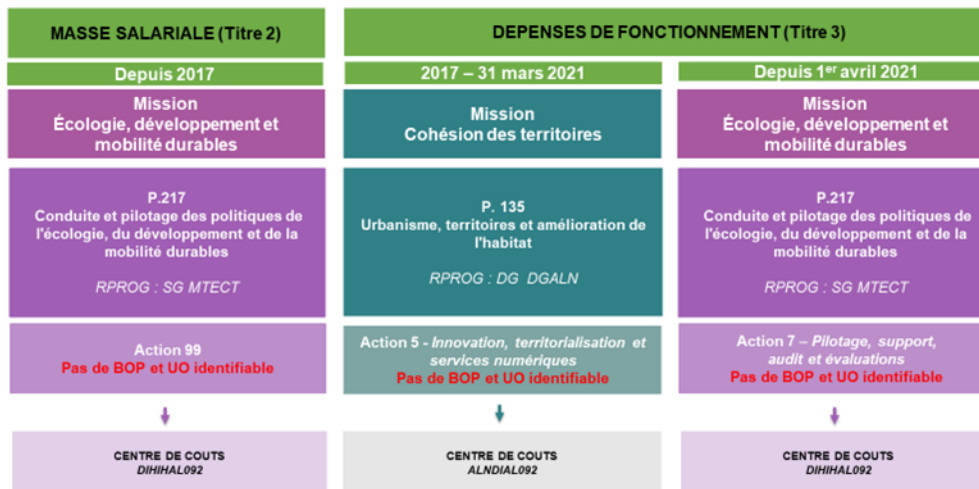 MASSE SALARIALE (Titre 2)
DEPENSES DE FONCTIONNEMENT (Titre 3)
Depuis 2017
2017 – 31 mars 2021
Depuis 1er avril 2021
Mission
Écologie, développement et
mobilité durables
Mission
Cohésion des territoires
Mission
Écologie, développement et
mobilité durables
P.217
Conduite et pilotage des politiques de
l'écologie, du développement et de la
mobilité durables
RPROG : SG MTECT
P. 135
Urbanisme, territoires et amélioration de
l'habitat
RPROG : DG DGALN
P.217
Conduite et pilotage des politiques de
l'écologie, du développement et de la
mobilité durables
RPROG : SG MTECT
Action 99
Pas de BOP et UO identifiable
Action 5 - Innovation, territorialisation et
services numériques
Pas de BOP et UO identifiable
Action 7 – Pilotage, support,
audit et évaluations
Pas de BOP et UO identifiable
CENTRE DE COUTS
DIHIHAL092
CENTRE DE COUTS
ALNDIAL092
CENTRE DE COUTS
DIHIHAL092